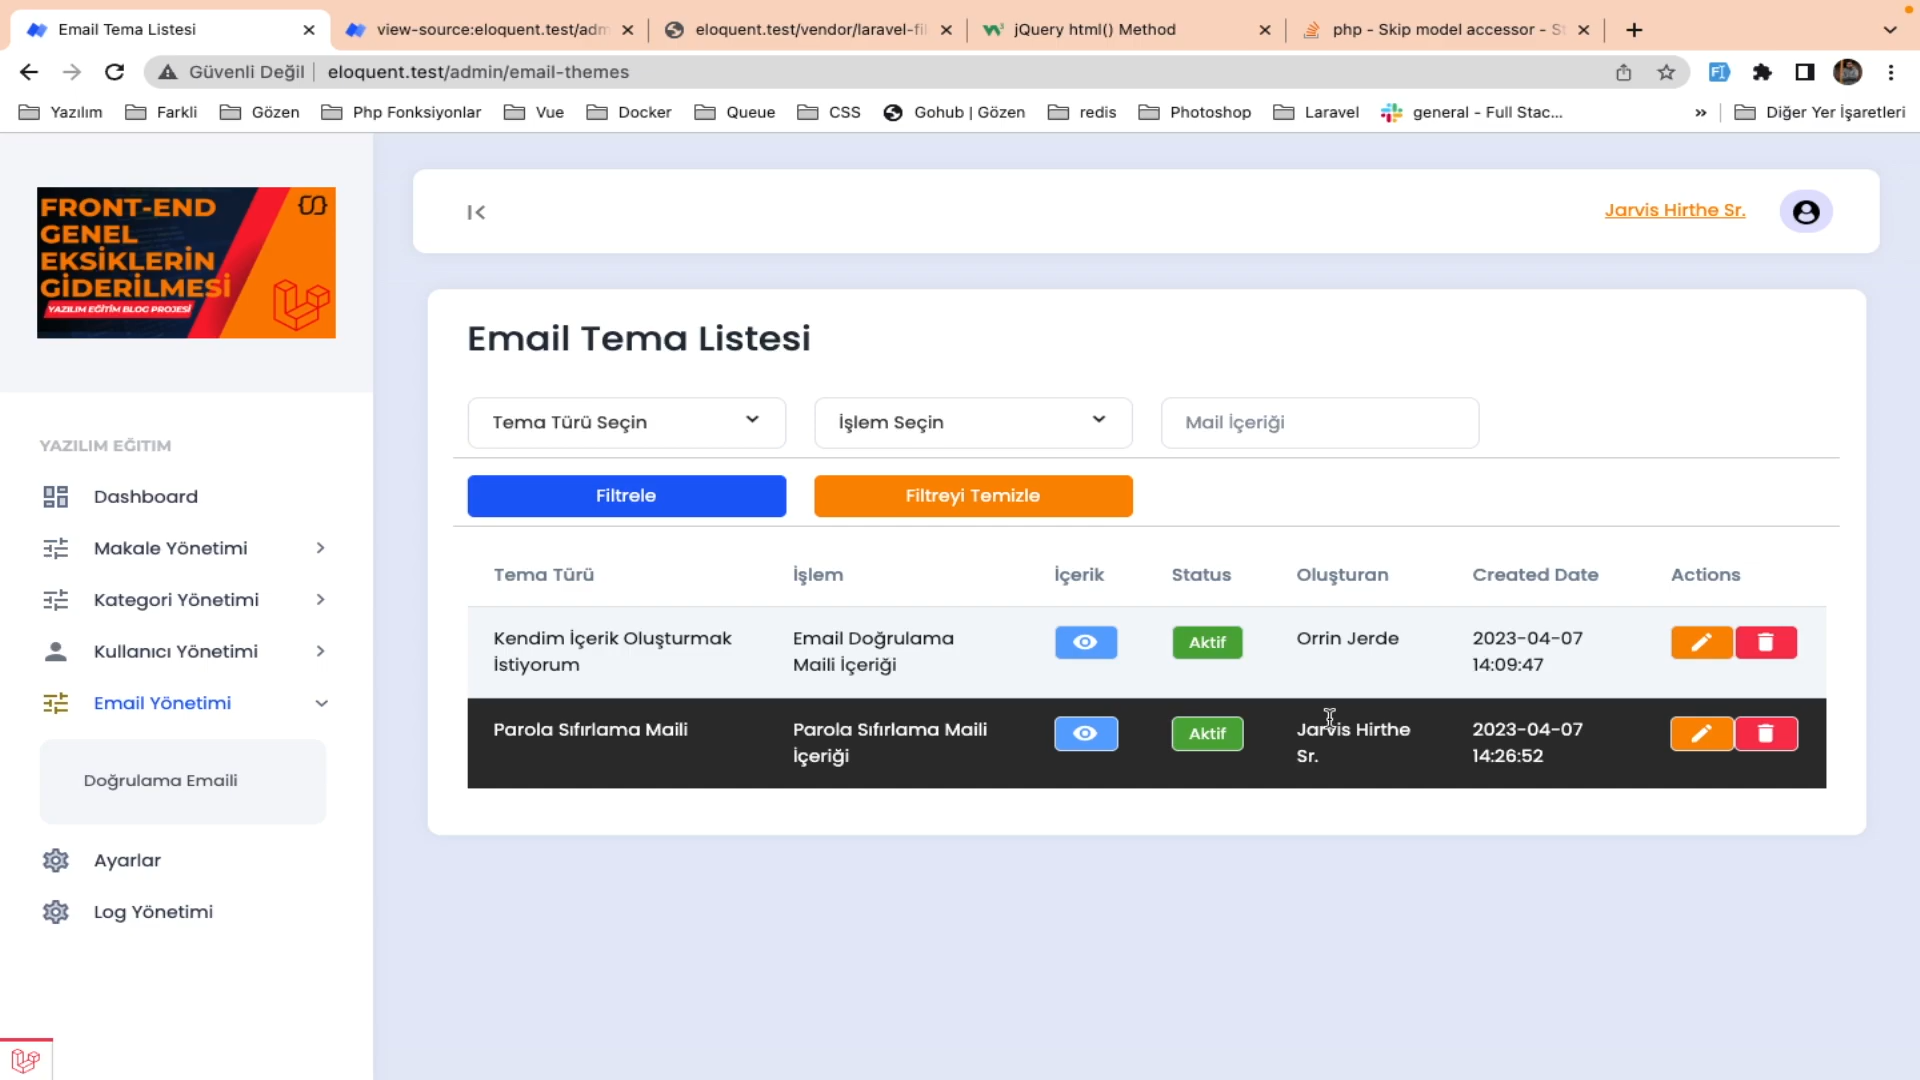 Email Tema Listesi
view-source:eloquent.test/adm
eloquent.test/vendor/laravel-fil
jQuery html() Method
php - Skip model accessor - St
Güvenli Değil
eloquent.test/admin/email-themes
Yazılım
Farkli
Gözen
Php Fonksiyonlar
Vue
Docker
Queue
CSS
Gohub | Gözen
redis
Photoshop
Laravel
general - Full Stac...
»
Diğer Yer İşaretleri
FRONT-END
GENEL
EKSİKLERİN
GİDERİLMESİ
YAZILIM EĞİTİM BLOG PROJESİ
Jarvis Hirthe Sr.
YAZILIM EĞİTIM
Dashboard
Makale Yönetimi
Kategori Yönetimi
Kullanıcı Yönetimi
Email Yönetimi
Doğrulama Emaili
Ayarlar
Log Yönetimi
Email Tema Listesi
Tema Türü Seçin
İşlem Seçin
Mail İçeriği
Filtrele
Filtreyi Temizle
Tema Türü
İşlem
İçerik
Status
Oluşturan
Created Date
Actions
Kendim İçerik Oluşturmak
İstiyorum
Email Doğrulama
Maili İçeriği
Aktif
Orrin Jerde
2023-04-07
14:09:47
Parola Sıfırlama Maili
Parola Sıfırlama Maili
İçeriği
Aktif
Jarvis Hirthe
Sr.
2023-04-07
14:26:52